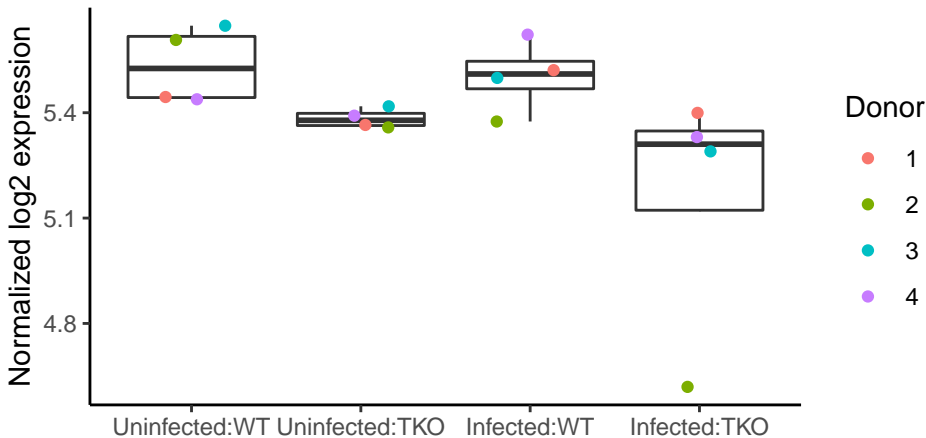 Normalized log2 expression
5.4
5.1
4.8
Uninfected:WT
Uninfected:TKO
Infected:WT
Infected:TKO
Donor
1
2
3
4